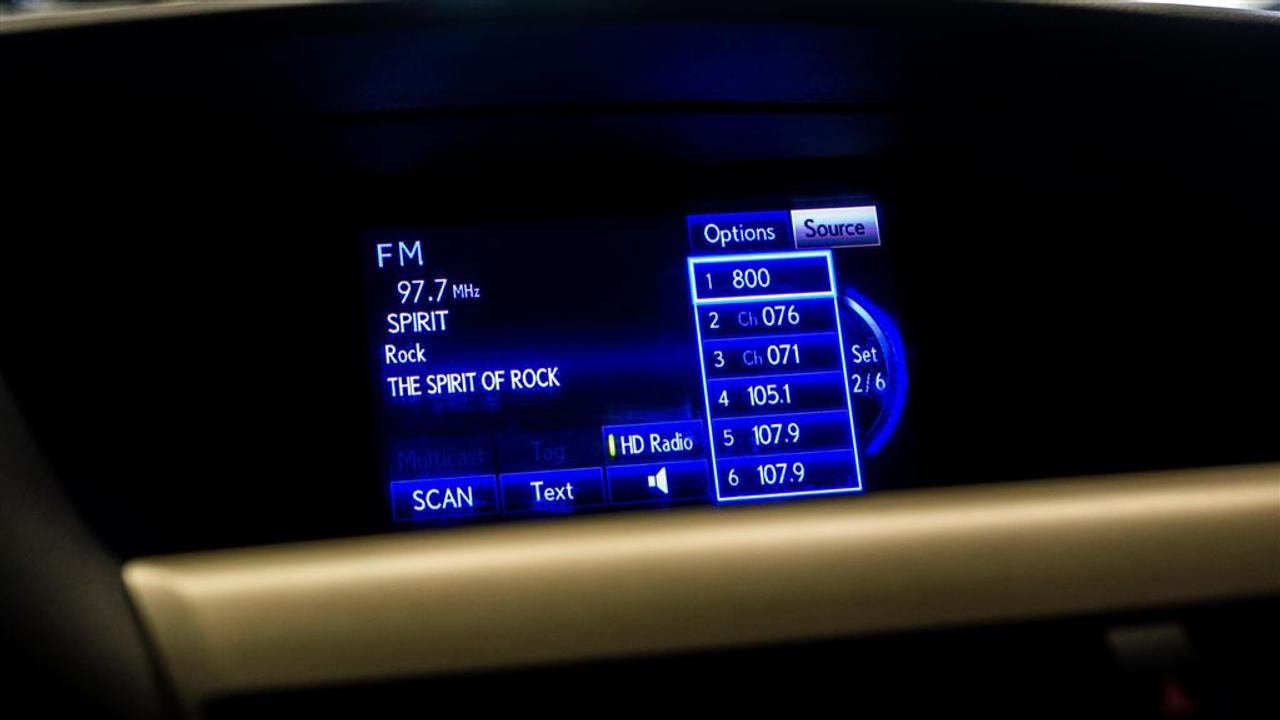 FM
97.7 MHz
SPIRIT
Rock
THE SPIRIT OF ROCK
Multicast
Tag
HD Radio
SCAN
Text
Options
Source
1 800
2 Ch 076
3 Ch 071
4 105.1
5 107.9
6 107.9
Set
2/6